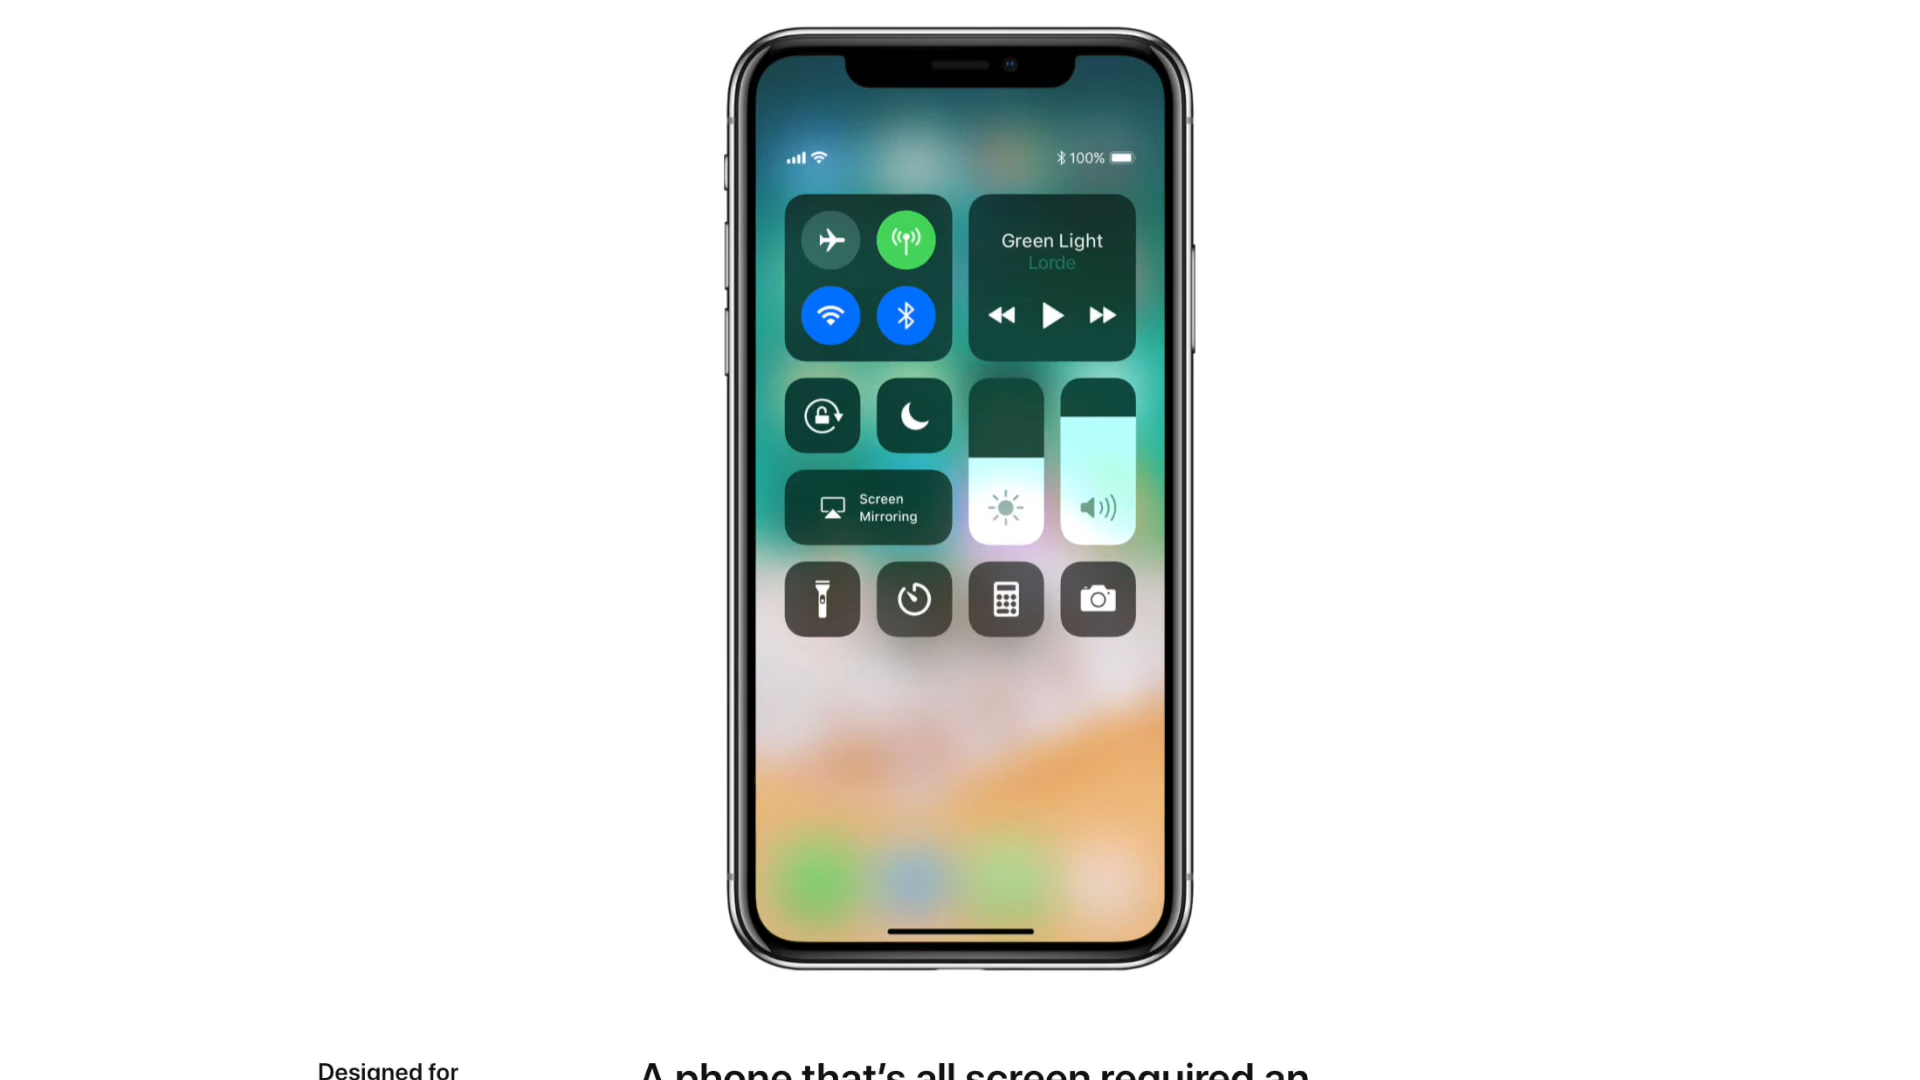 100%
Green Light
Lorde
Screen
Mirroring
Designed for
A phone that’s all screen required an